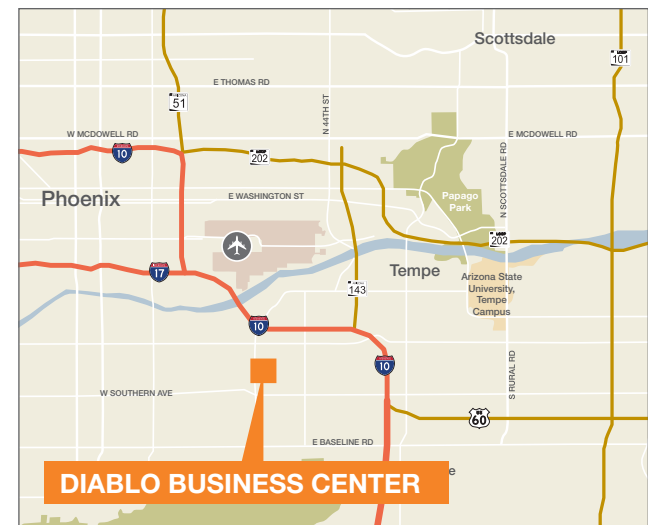 Scottsdale
101
E THOMAS RD
51
N 44TH ST
W MCDOWELL RD
E MCDOWELL RD
10
202
N SCOTTSDALE RD
Phoenix
E WASHINGTON ST
Papago
Park
202
17
Tempe
Arizona State
University,
Tempe
Campus
143
10
10
S RURAL RD
W SOUTHERN AVE
60
E BASELINE RD
e
DIABLO BUSINESS CENTER